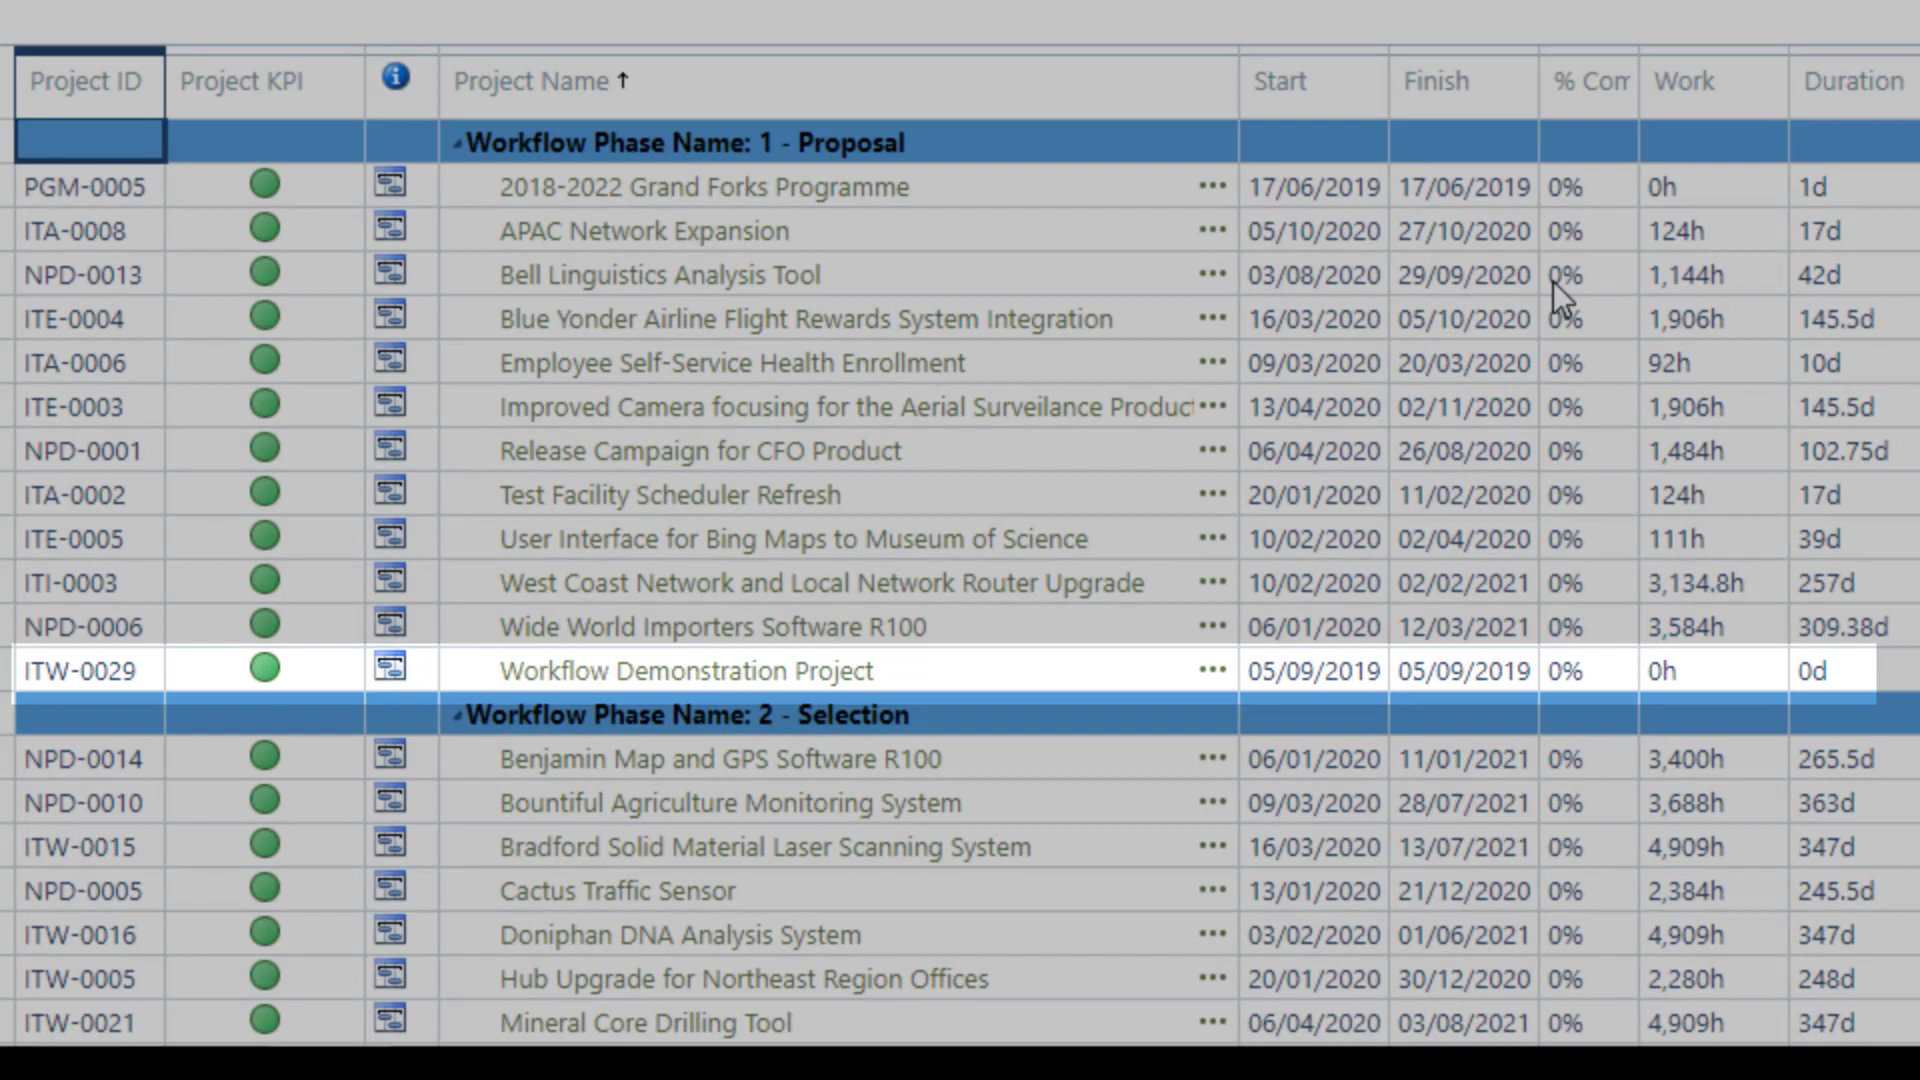 Project ID Project KPI Project Name ↑ Start Finish % Com Work Duration
Workflow Phase Name: 1 - Proposal
PGM-0005 2018-2022 Grand Forks Programme ••• 17/06/2019 17/06/2019 0% 0h 1d
ITA-0008 APAC Network Expansion ••• 05/10/2020 27/10/2020 0% 124h 17d
NPD-0013 Bell Linguistics Analysis Tool ••• 03/08/2020 29/09/2020 0% 1,144h 42d
ITE-0004 Blue Yonder Airline Flight Rewards System Integration ••• 16/03/2020 05/10/2020 0% 1,906h 145.5d
ITA-0006 Employee Self-Service Health Enrollment ••• 09/03/2020 20/03/2020 0% 92h 10d
ITE-0003 Improved Camera focusing for the Aerial Surveilance Product ••• 13/04/2020 02/11/2020 0% 1,906h 145.5d
NPD-0001 Release Campaign for CFO Product ••• 06/04/2020 26/08/2020 0% 1,484h 102.75d
ITA-0002 Test Facility Scheduler Refresh ••• 20/01/2020 11/02/2020 0% 124h 17d
ITE-0005 User Interface for Bing Maps to Museum of Science ••• 10/02/2020 02/04/2020 0% 111h 39d
ITI-0003 West Coast Network and Local Network Router Upgrade ••• 10/02/2020 02/02/2021 0% 3,134.8h 257d
NPD-0006 Wide World Importers Software R100 ••• 06/01/2020 12/03/2021 0% 3,584h 309.38d
ITW-0029 Workflow Demonstration Project ••• 05/09/2019 05/09/2019 0% 0h 0d
Workflow Phase Name: 2 - Selection
NPD-0014 Benjamin Map and GPS Software R100 ••• 06/01/2020 11/01/2021 0% 3,400h 265.5d
NPD-0010 Bountiful Agriculture Monitoring System ••• 09/03/2020 28/07/2021 0% 3,688h 363d
ITW-0015 Bradford Solid Material Laser Scanning System ••• 16/03/2020 13/07/2021 0% 4,909h 347d
NPD-0005 Cactus Traffic Sensor ••• 13/01/2020 21/12/2020 0% 2,384h 245.5d
ITW-0016 Doniphan DNA Analysis System ••• 03/02/2020 01/06/2021 0% 4,909h 347d
ITW-0005 Hub Upgrade for Northeast Region Offices ••• 20/01/2020 30/12/2020 0% 2,280h 248d
ITW-0021 Mineral Core Drilling Tool ••• 06/04/2020 03/08/2021 0% 4,909h 347d